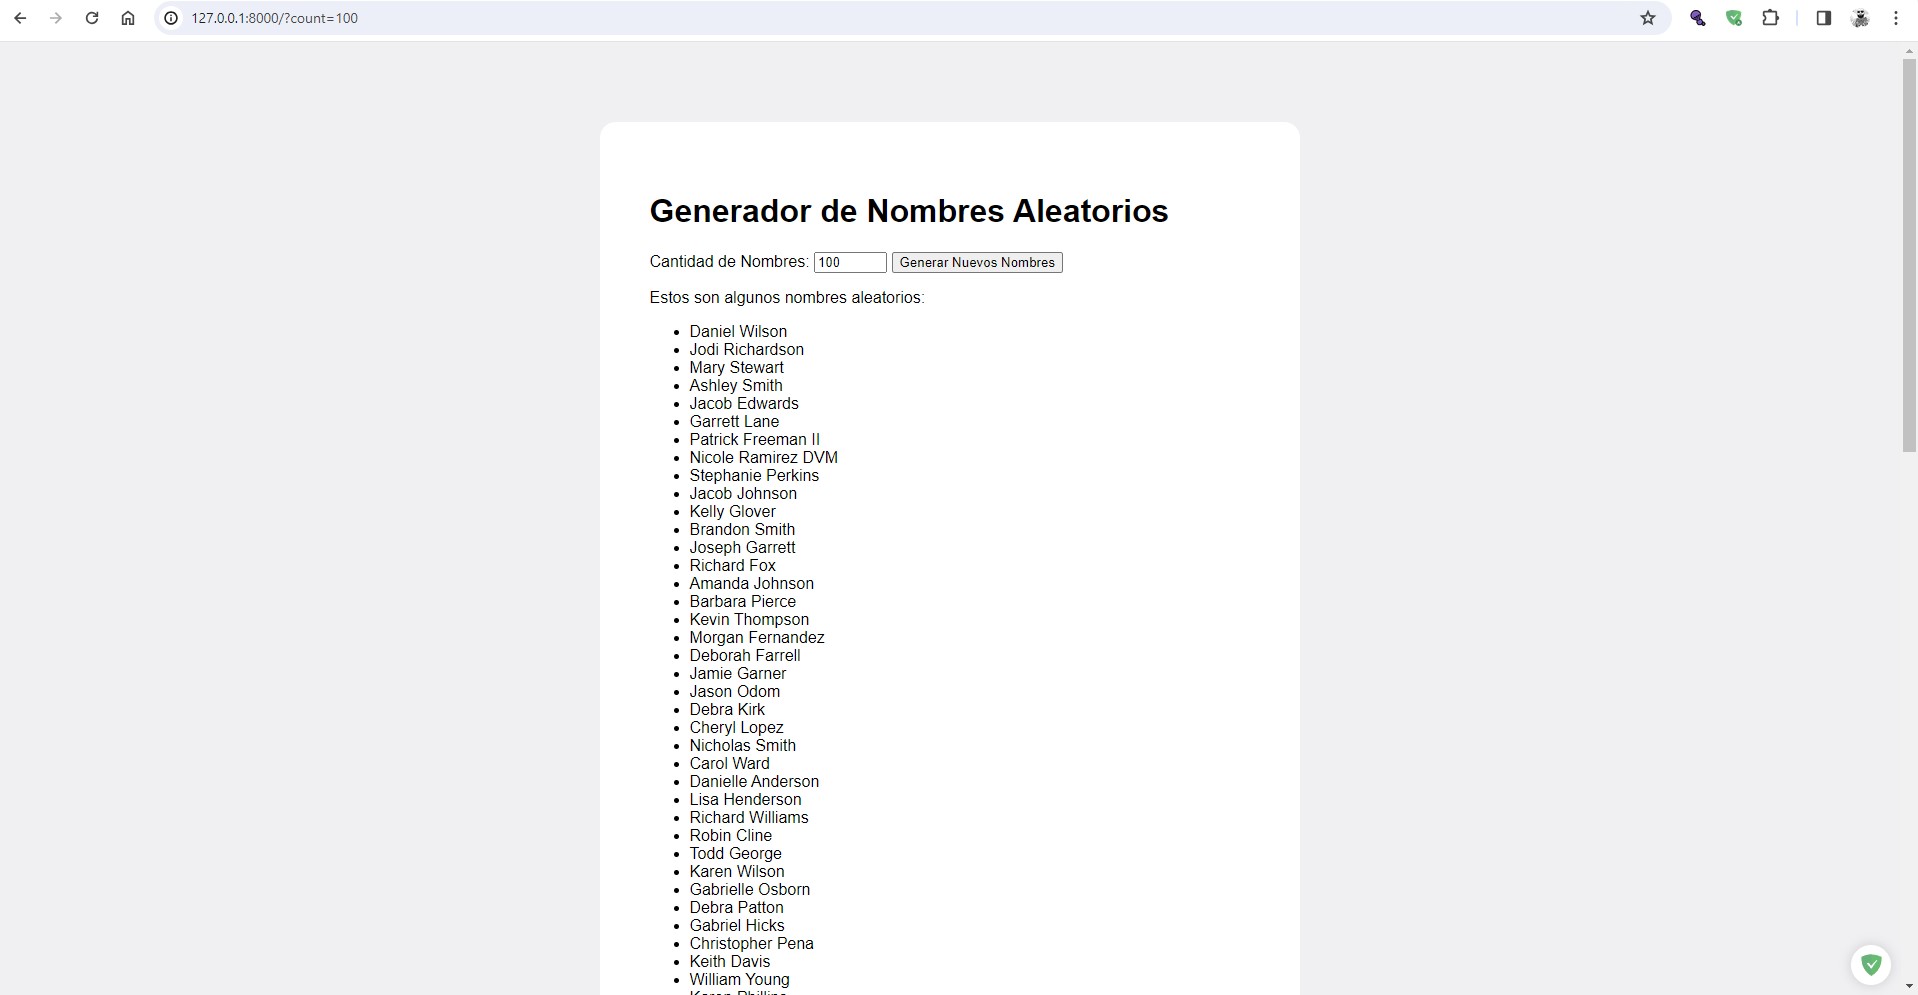 127.0.0.1:8000/?count=100
Generador de Nombres Aleatorios
Cantidad de Nombres: 100 Generar Nuevos Nombres
Estos son algunos nombres aleatorios:
Daniel Wilson
Jodi Richardson
Mary Stewart
Ashley Smith
Jacob Edwards
Garrett Lane
Patrick Freeman II
Nicole Ramirez DVM
Stephanie Perkins
Jacob Johnson
Kelly Glover
Brandon Smith
Joseph Garrett
Richard Fox
Amanda Johnson
Barbara Pierce
Kevin Thompson
Morgan Fernandez
Deborah Farrell
Jamie Garner
Jason Odom
Debra Kirk
Cheryl Lopez
Nicholas Smith
Carol Ward
Danielle Anderson
Lisa Henderson
Richard Williams
Robin Cline
Todd George
Karen Wilson
Gabrielle Osborn
Debra Patton
Gabriel Hicks
Christopher Pena
Keith Davis
William Young